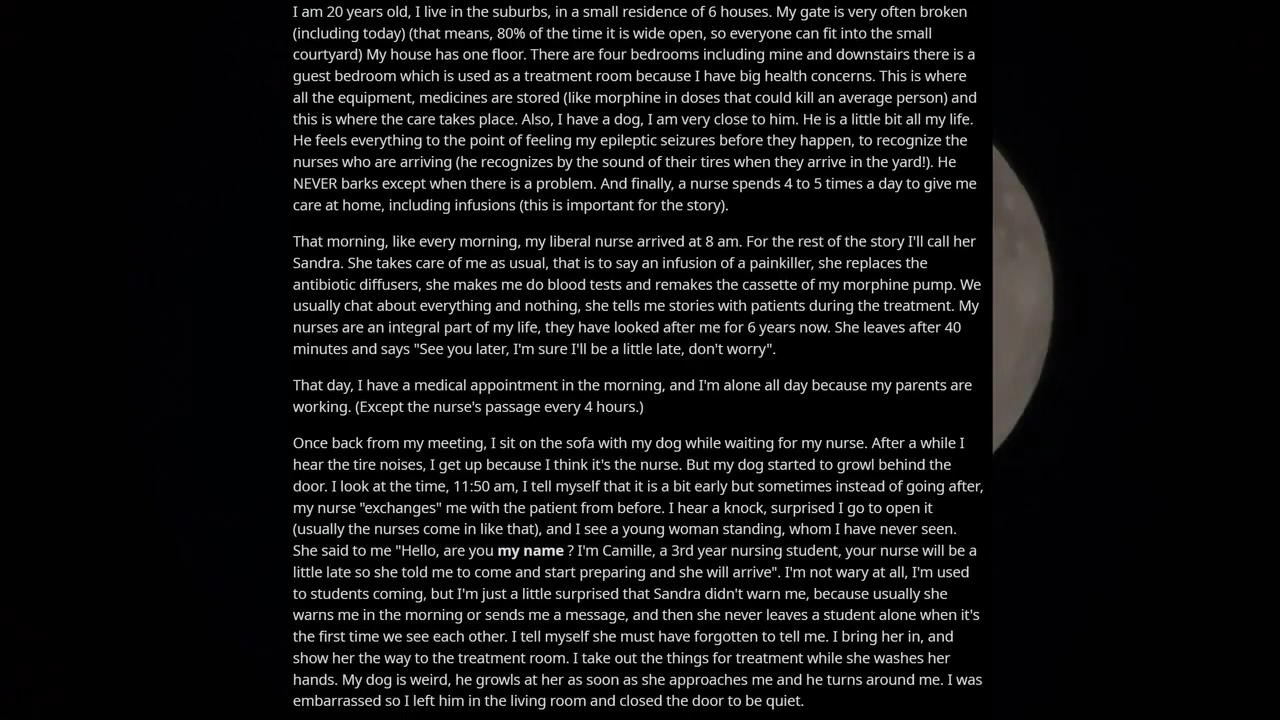 I am 20 years old, I live in the suburbs, in a small residence of 6 houses. My gate is very often broken
(including today) (that means, 80% of the time it is wide open, so everyone can fit into the small
courtyard) My house has one floor. There are four bedrooms including mine and downstairs there is a
guest bedroom which is used as a treatment room because I have big health concerns. This is where
all the equipment, medicines are stored (like morphine in doses that could kill an average person) and
this is where the care takes place. Also, I have a dog, I am very close to him. He is a little bit all my life.
He feels everything to the point of feeling my epileptic seizures before they happen, to recognize the
nurses who are arriving (he recognizes by the sound of their tires when they arrive in the yard!). He
NEVER barks except when there is a problem. And finally, a nurse spends 4 to 5 times a day to give me
care at home, including infusions (this is important for the story).
That morning, like every morning, my liberal nurse arrived at 8 am. For the rest of the story I'll call her
Sandra. She takes care of me as usual, that is to say an infusion of a painkiller, she replaces the
antibiotic diffusers, she makes me do blood tests and remakes the cassette of my morphine pump. We
usually chat about everything and nothing, she tells me stories with patients during the treatment. My
nurses are an integral part of my life, they have looked after me for 6 years now. She leaves after 40
minutes and says "See you later, I'm sure I'll be a little late, don't worry".
That day, I have a medical appointment in the morning, and I'm alone all day because my parents are
working. (Except the nurse's passage every 4 hours.)
Once back from my meeting, I sit on the sofa with my dog while waiting for my nurse. After a while I
hear the tire noises, I get up because I think it's the nurse. But my dog started to growl behind the
door. I look at the time, 11:50 am, I tell myself that it is a bit early but sometimes instead of going after,
my nurse "exchanges" me with the patient from before. I hear a knock, surprised I go to open it
(usually the nurses come in like that), and I see a young woman standing, whom I have never seen.
She said to me "Hello, are you my name ? I'm Camille, a 3rd year nursing student, your nurse will be a
little late so she told me to come and start preparing and she will arrive". I'm not wary at all, I'm used
to students coming, but I'm just a little surprised that Sandra didn't warn me, because usually she
warns me in the morning or sends me a message, and then she never leaves a student alone when it's
the first time we see each other. I tell myself she must have forgotten to tell me. I bring her in, and
show her the way to the treatment room. I take out the things for treatment while she washes her
hands. My dog is weird, he growls at her as soon as she approaches me and he turns around me. I was
embarrassed so I left him in the living room and closed the door to be quiet.